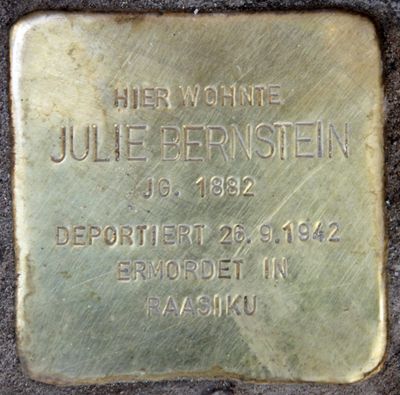 HIER WOHNTE
JULIE BERNSTEIN
JG. 1882
DEPORTIERT 26.9.1942
ERMORDET IN
RAASIKU